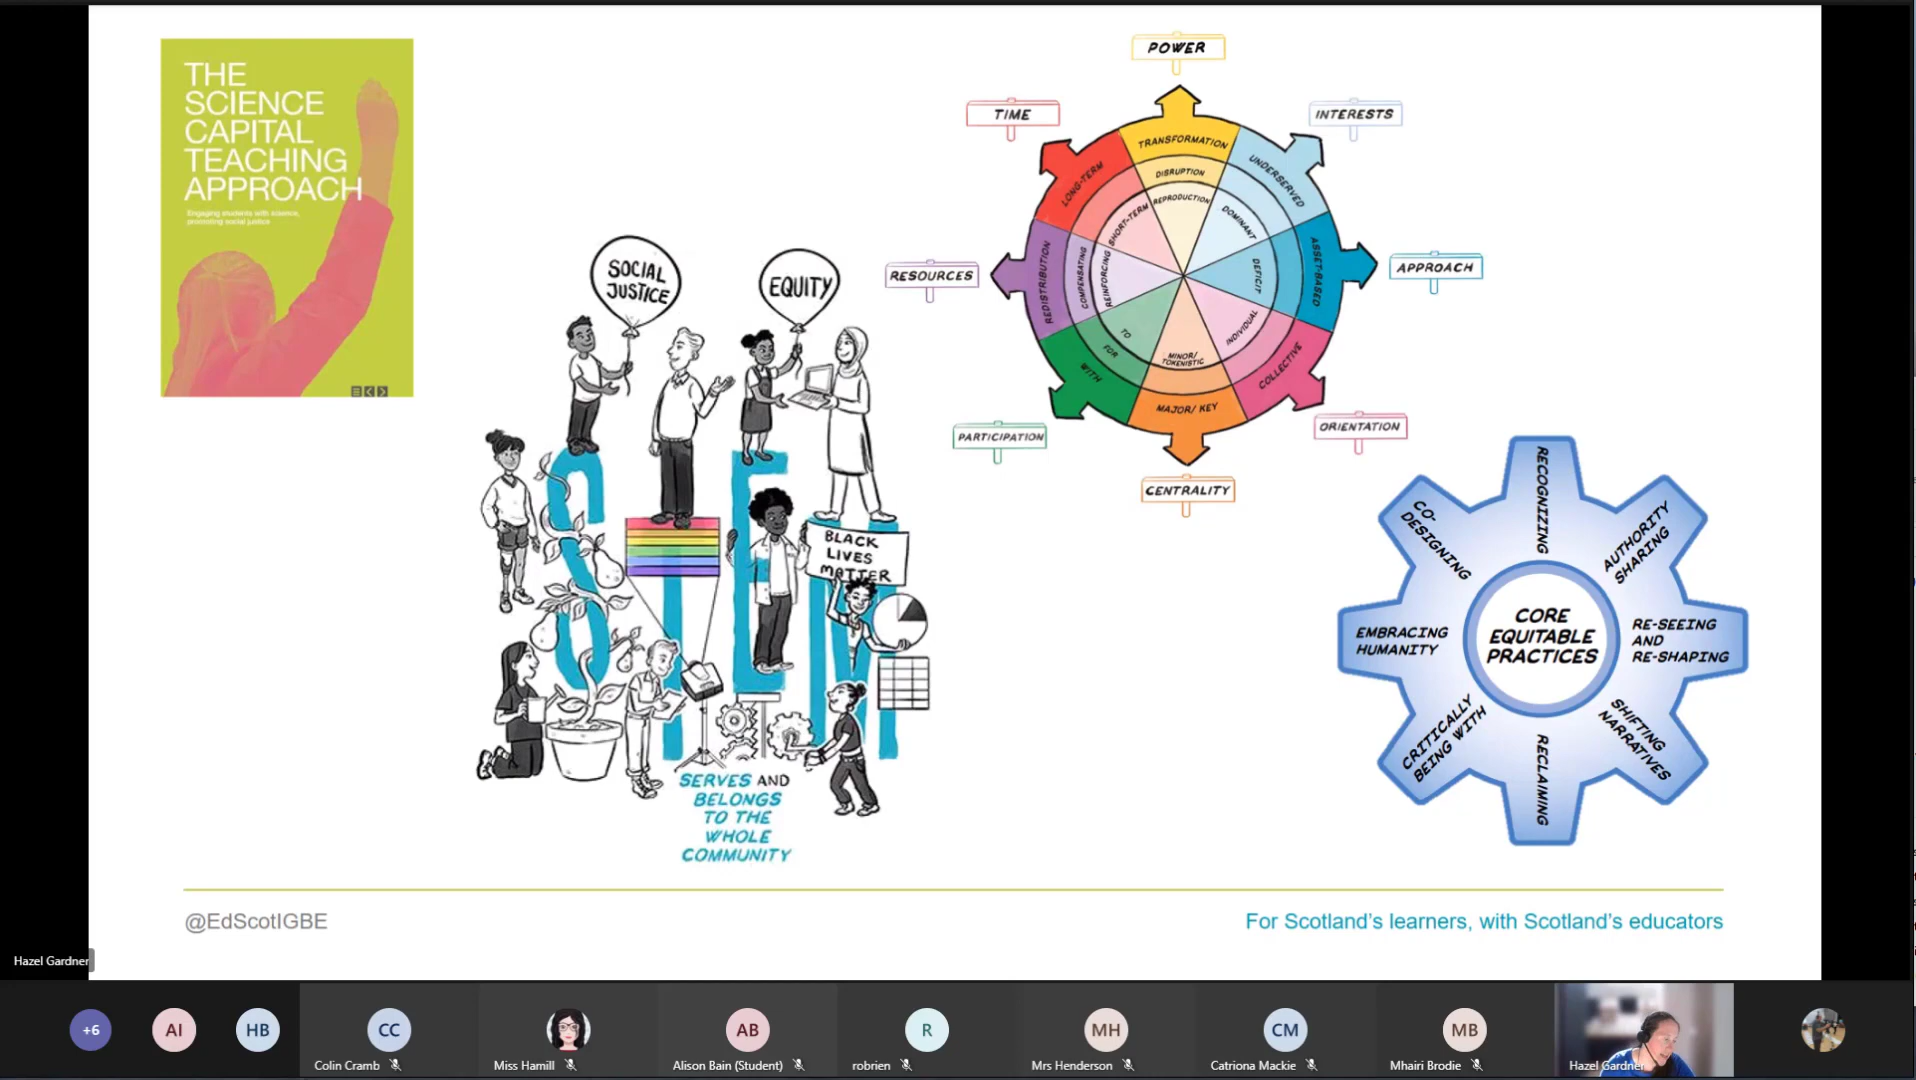 THE
SCIENCE
CAPITAL
TEACHING
APPROACH
Engaging students with science,
promoting social justice
SOCIAL
JUSTICE
EQUITY
BLACK
LIVES
MATTER
SERVES AND
BELONGS
TO THE
WHOLE
COMMUNITY
POWER
TIME
INTERESTS
RESOURCES
APPROACH
PARTICIPATION
ORIENTATION
CENTRALITY
TRANSFORMATION
DISRUPTION
REPRODUCTION
UNDERSERVED
DOMINANT
ASSET-BASED
DEFICIT
COLLECTIVE
INDIVIDUAL
MAJOR/ KEY
MINOR/
TOKENISTIC
WITH
FOR
TO
REDISTRIBUTION
COMPENSATING
REINFORCING
LONG-TERM
SHORT-TERM
CORE
EQUITABLE
PRACTICES
RECOGNIZING
AUTHORITY
SHARING
RE-SEEING
AND
RE-SHAPING
SHIFTING
NARRATIVES
RECLAIMING
CRITICALLY
BEING WITH
EMBRACING
HUMANITY
CO-
DESIGNING
@EdScotIGBE
For Scotland's learners, with Scotland's educators
Hazel Gardner
+6
AI
HB
CC
Colin Cramb
Miss Hamill
AB
Alison Bain (Student)
R
robrien
MH
Mrs Henderson
CM
Catriona Mackie
MB
Mhairi Brodie
Hazel Gardner